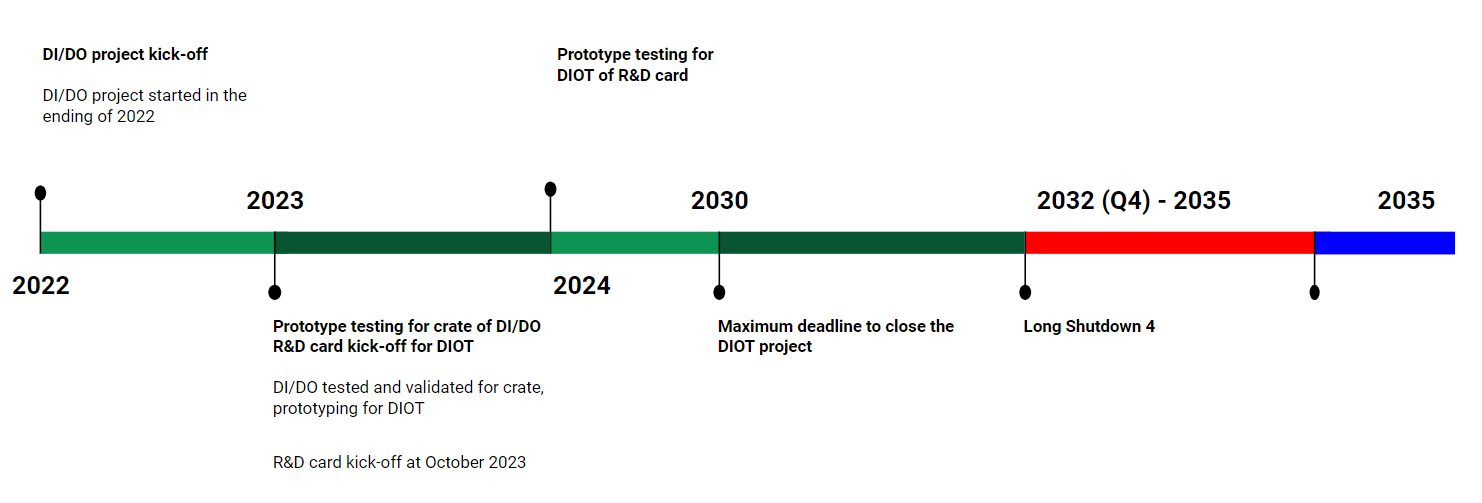 DI/DO project kick-off
DI/DO project started in the
ending of 2022
Prototype testing for
DIOT of R&D card
2023
2030
2032 (Q4) - 2035
2035
2022
2024
Prototype testing for crate of DI/DO
R&D card kick-off for DIOT
DI/DO tested and validated for crate,
prototyping for DIOT
R&D card kick-off at October 2023
Maximum deadline to close the
DIOT project
Long Shutdown 4